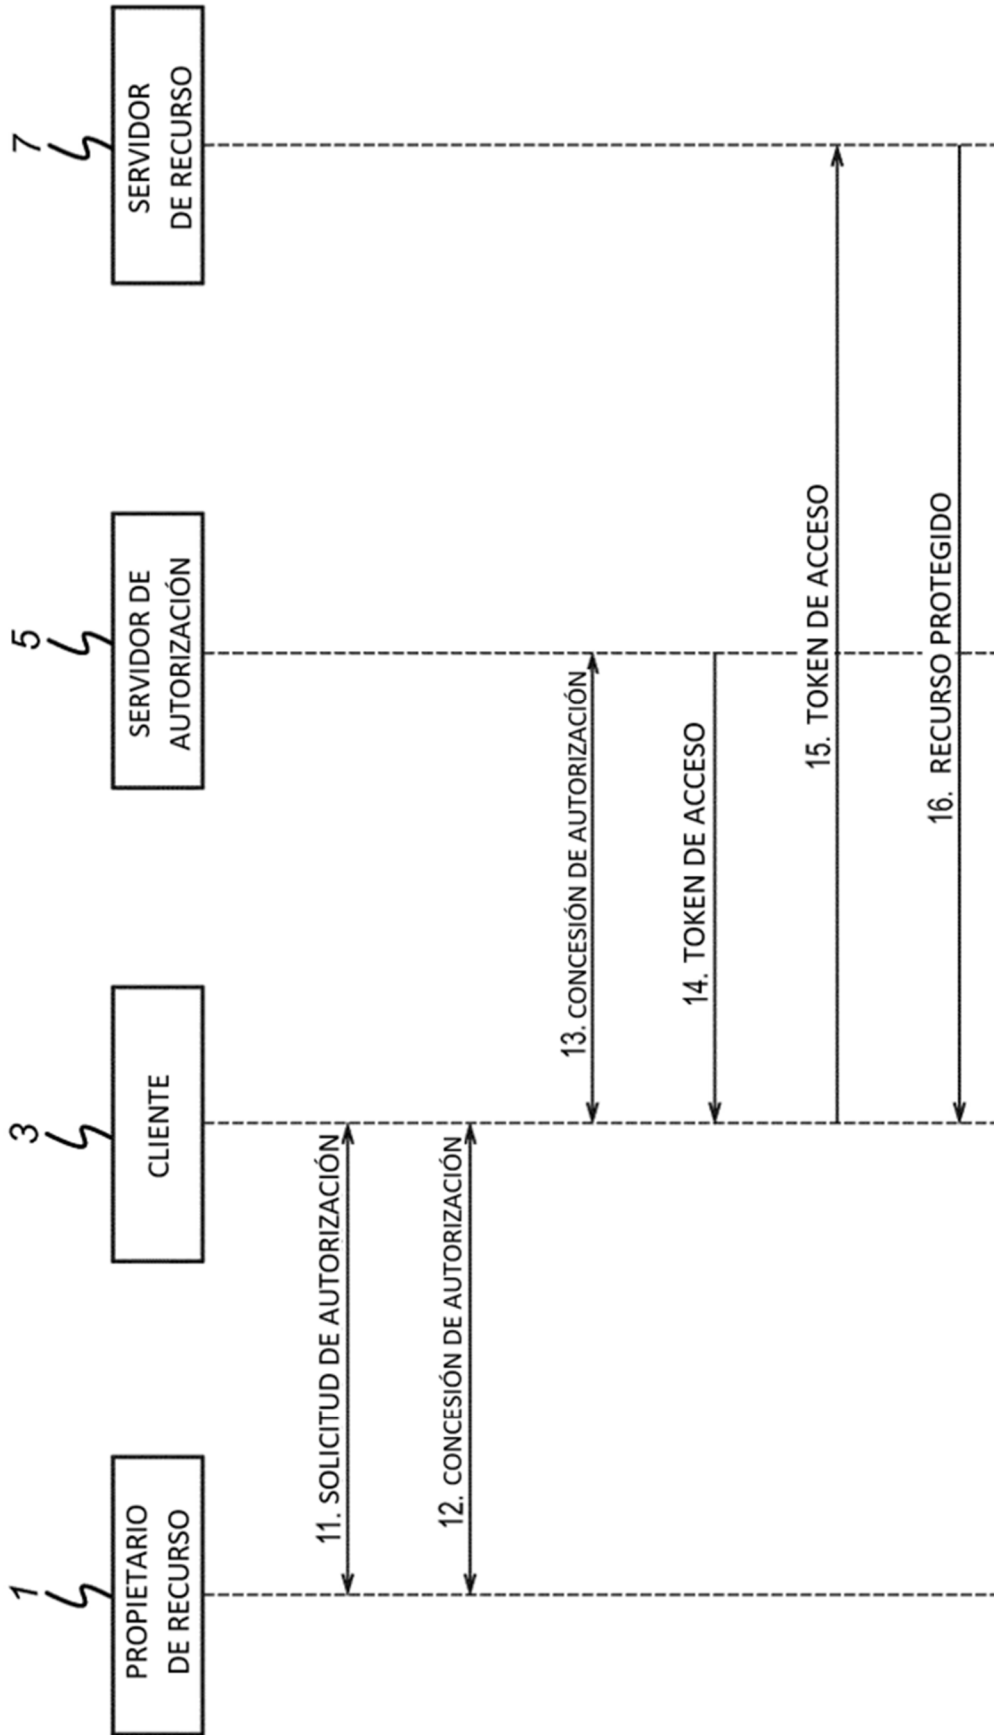 1
3
5
7
PROPIETARIO
DE RECURSO
CLIENTE
SERVIDOR DE
AUTORIZACIÓN
SERVIDOR
DE RECURSO
11. SOLICITUD DE AUTORIZACIÓN
12. CONCESIÓN DE AUTORIZACIÓN
13. CONCESIÓN DE AUTORIZACIÓN
14. TOKEN DE ACCESO
15. TOKEN DE ACCESO
16. RECURSO PROTEGIDO